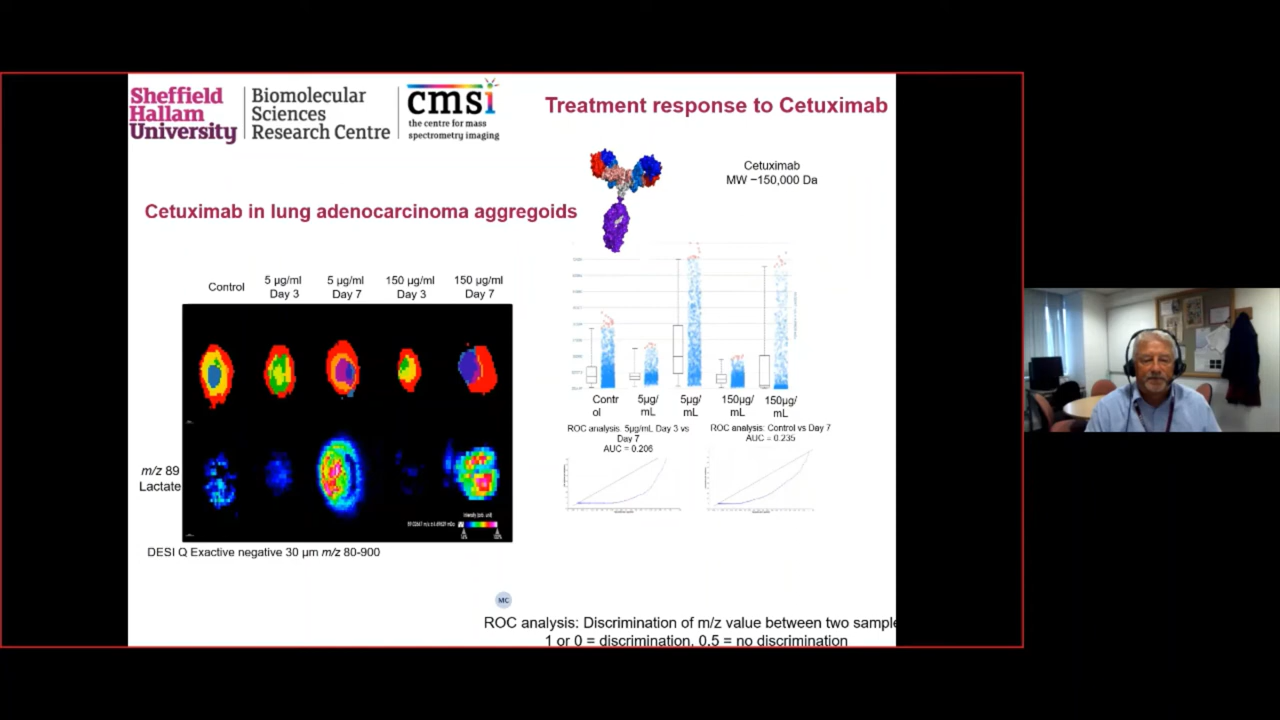 Sheffield
Hallam
University
Biomolecular
Sciences
Research Centre
cmsi
the centre for mass
spectrometry imaging
Treatment response to Cetuximab
Cetuximab
MW ~150,000 Da
Cetuximab in lung adenocarcinoma aggregoids
Control
5 µg/ml
Day 3
5 µg/ml
Day 7
150 µg/ml
Day 3
150 µg/ml
Day 7
m/z 89
Lactate
DESI Q Exactive negative 30 µm m/z 80-900
Contr
ol
5µg/
mL
5µg/
mL
150µg/
mL
150µg/
mL
ROC analysis: 5µg/mL Day 3 vs
Day 7
AUC = 0.206
ROC analysis: Control vs Day 7
AUC = 0.235
MC
ROC analysis: Discrimination of m/z value between two sample
1 or 0 = discrimination, 0.5 = no discrimination